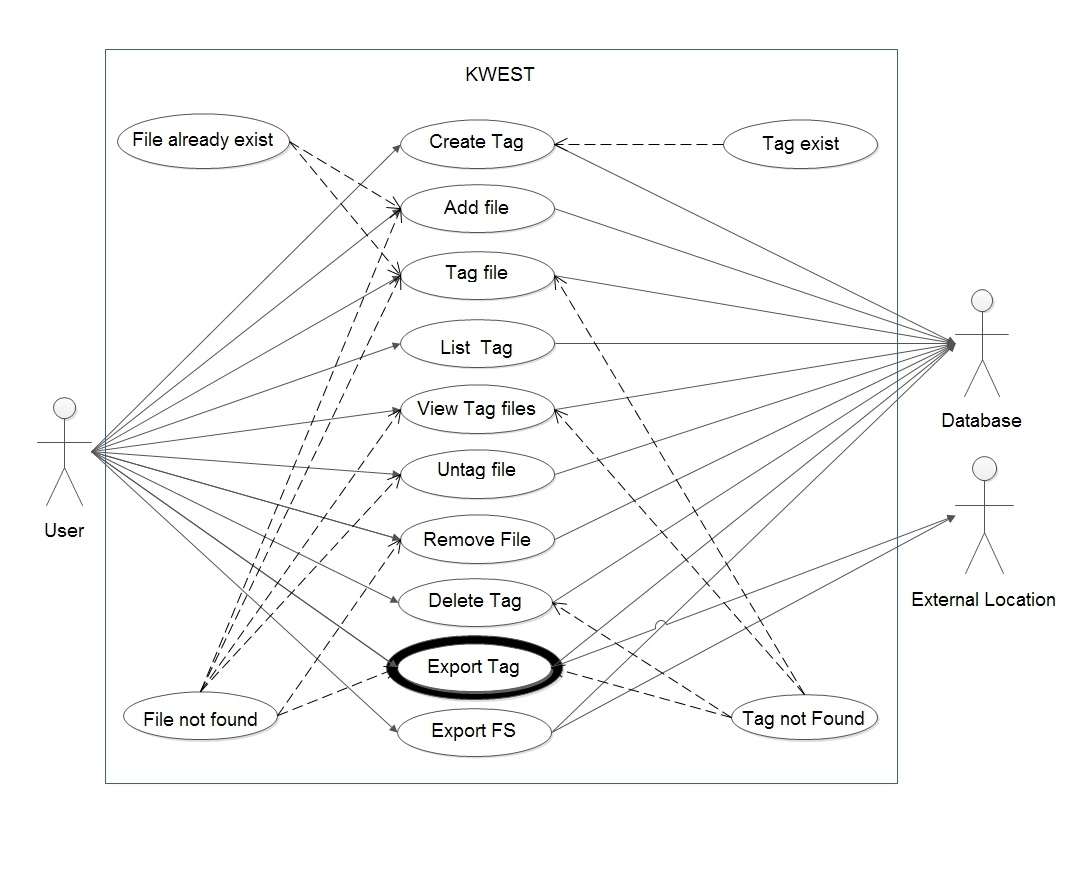 KWEST
File already exist
Create Tag
Tag exist
Add file
Tag file
List Tag
View Tag files
Untag file
Remove File
Delete Tag
Export Tag
Export FS
File not found
Tag not Found
User
Database
External Location